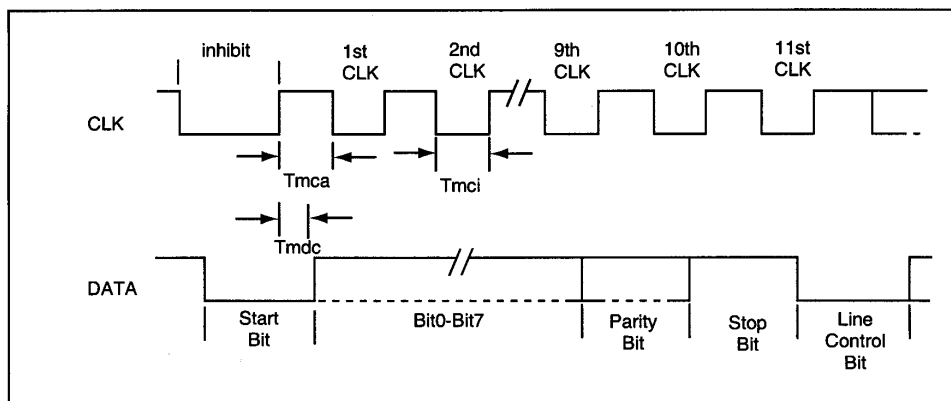 inhibit
1st
CLK
2nd
CLK
9th
CLK
10th
CLK
11st
CLK
CLK
Tmca
Tmci
Tmdc
DATA
Start
Bit
Bit0-Bit7
Parity
Bit
Stop
Bit
Line
Control
Bit